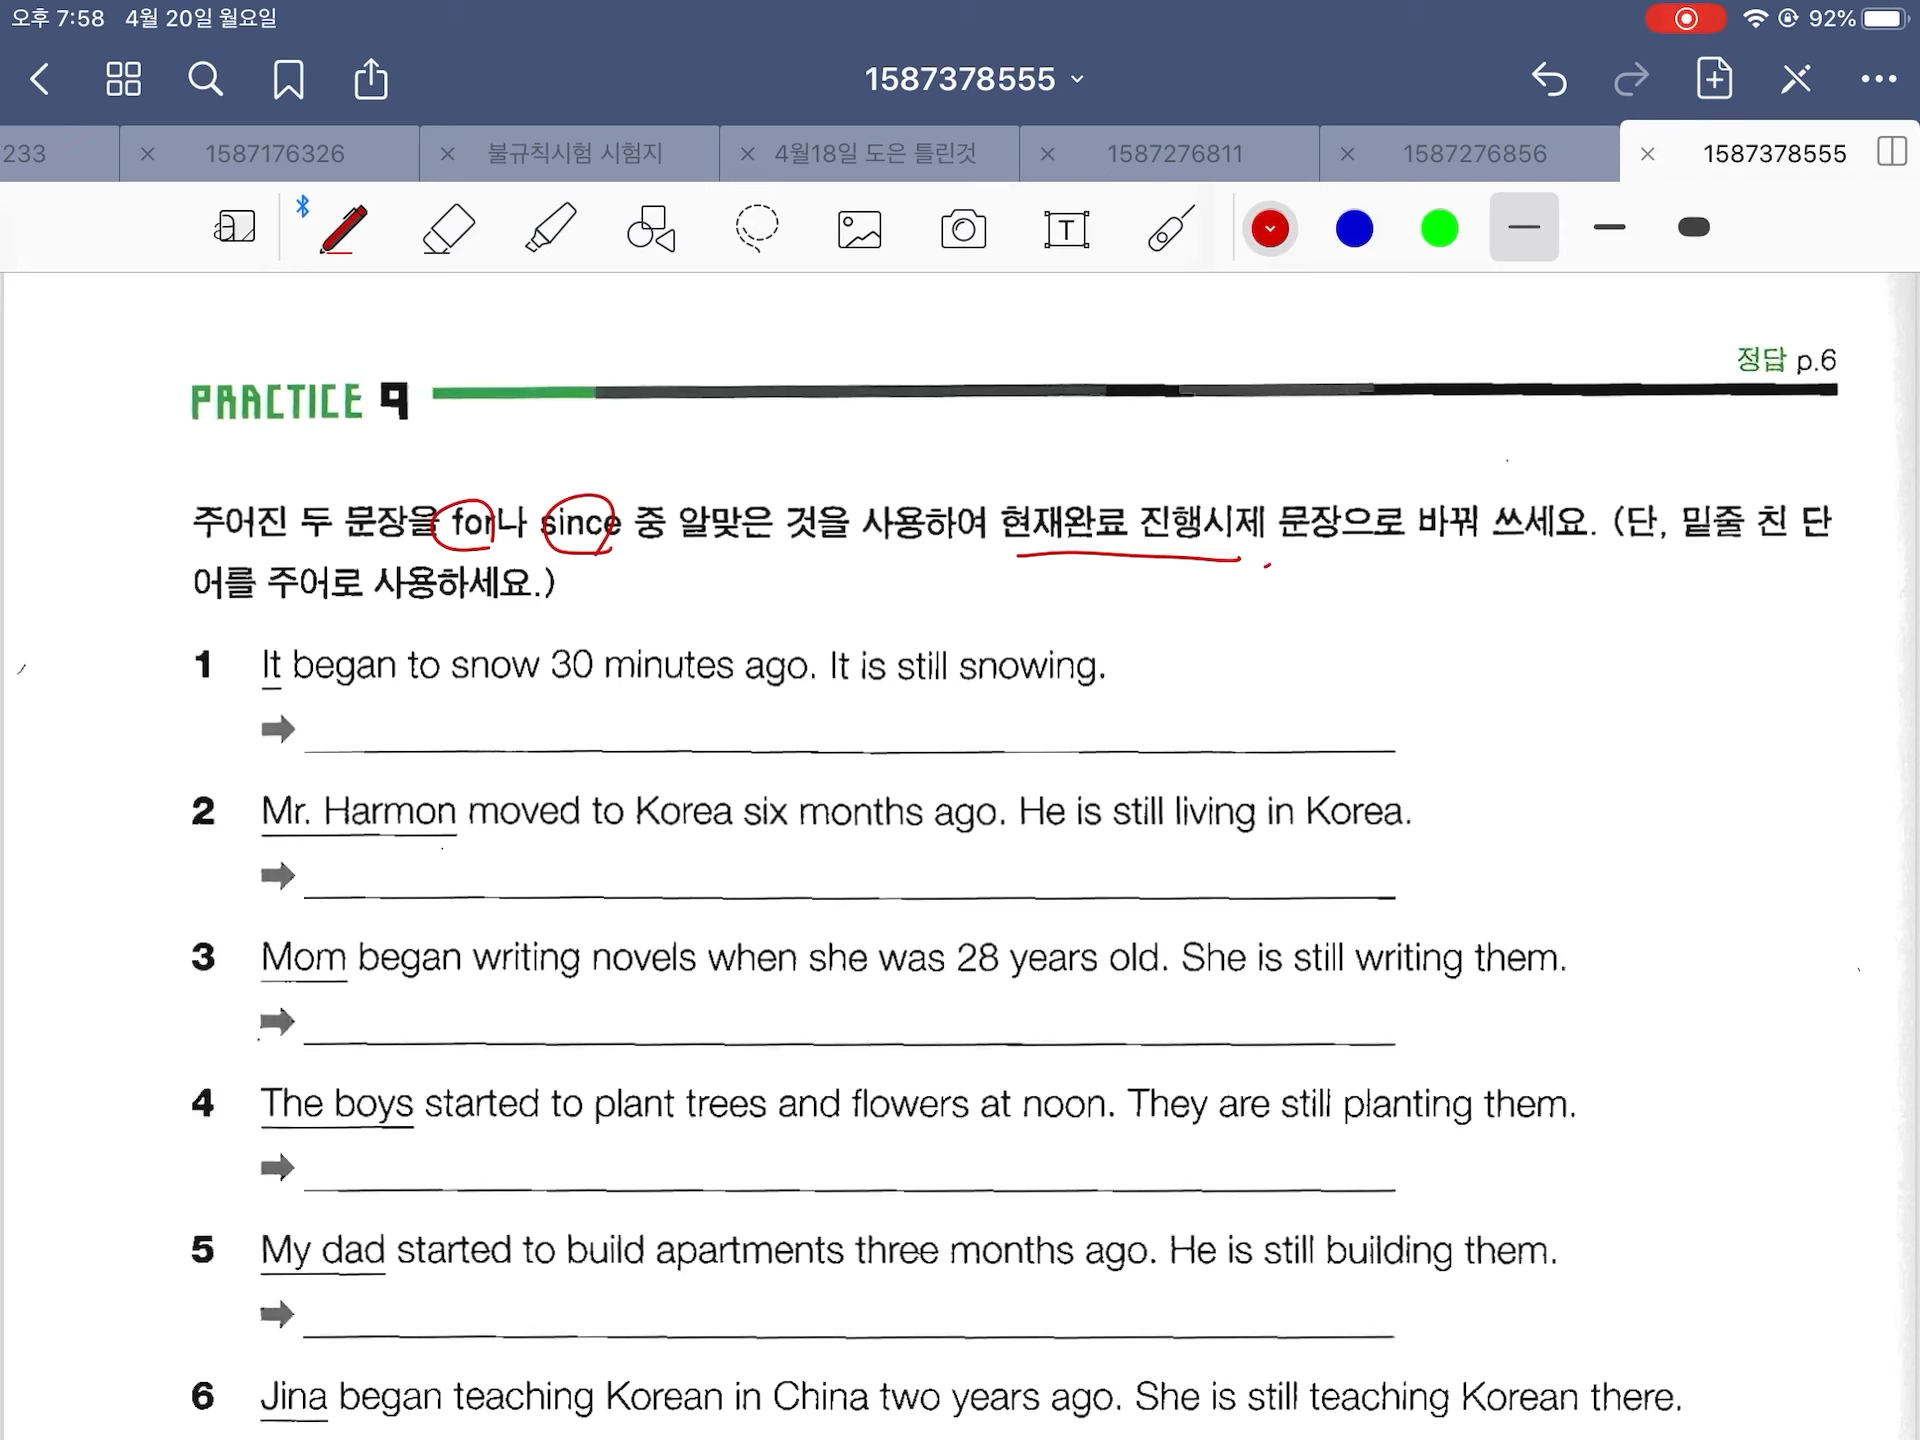 오후 7:58 4월 20일 월요일 92%
1587378555
233 1587176326 불규칙시험 시험지 4월18일 도은 틀린것 1587276811 1587276856 1587378555
정답 p.6
PRACTICE 9
주어진 두 문장을 for나 since 중 알맞은 것을 사용하여 현재완료 진행시제 문장으로 바꿔 쓰세요. (단, 밑줄 친 단
어를 주어로 사용하세요.)
1 It began to snow 30 minutes ago. It is still snowing.
2 Mr. Harmon moved to Korea six months ago. He is still living in Korea.
3 Mom began writing novels when she was 28 years old. She is still writing them.
4 The boys started to plant trees and flowers at noon. They are still planting them.
5 My dad started to build apartments three months ago. He is still building them.
6 Jina began teaching Korean in China two years ago. She is still teaching Korean there.